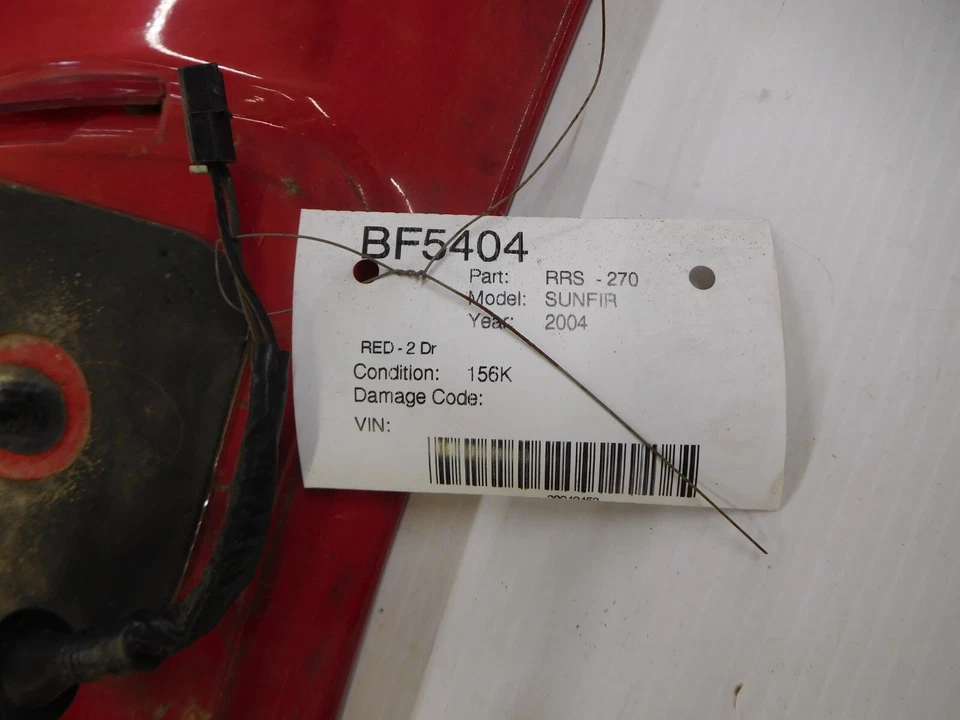 BF5404
Part: RRS - 270
Model: SUNFIR
Year: 2004
RED - 2 Dr
Condition: 156K
Damage Code:
VIN: